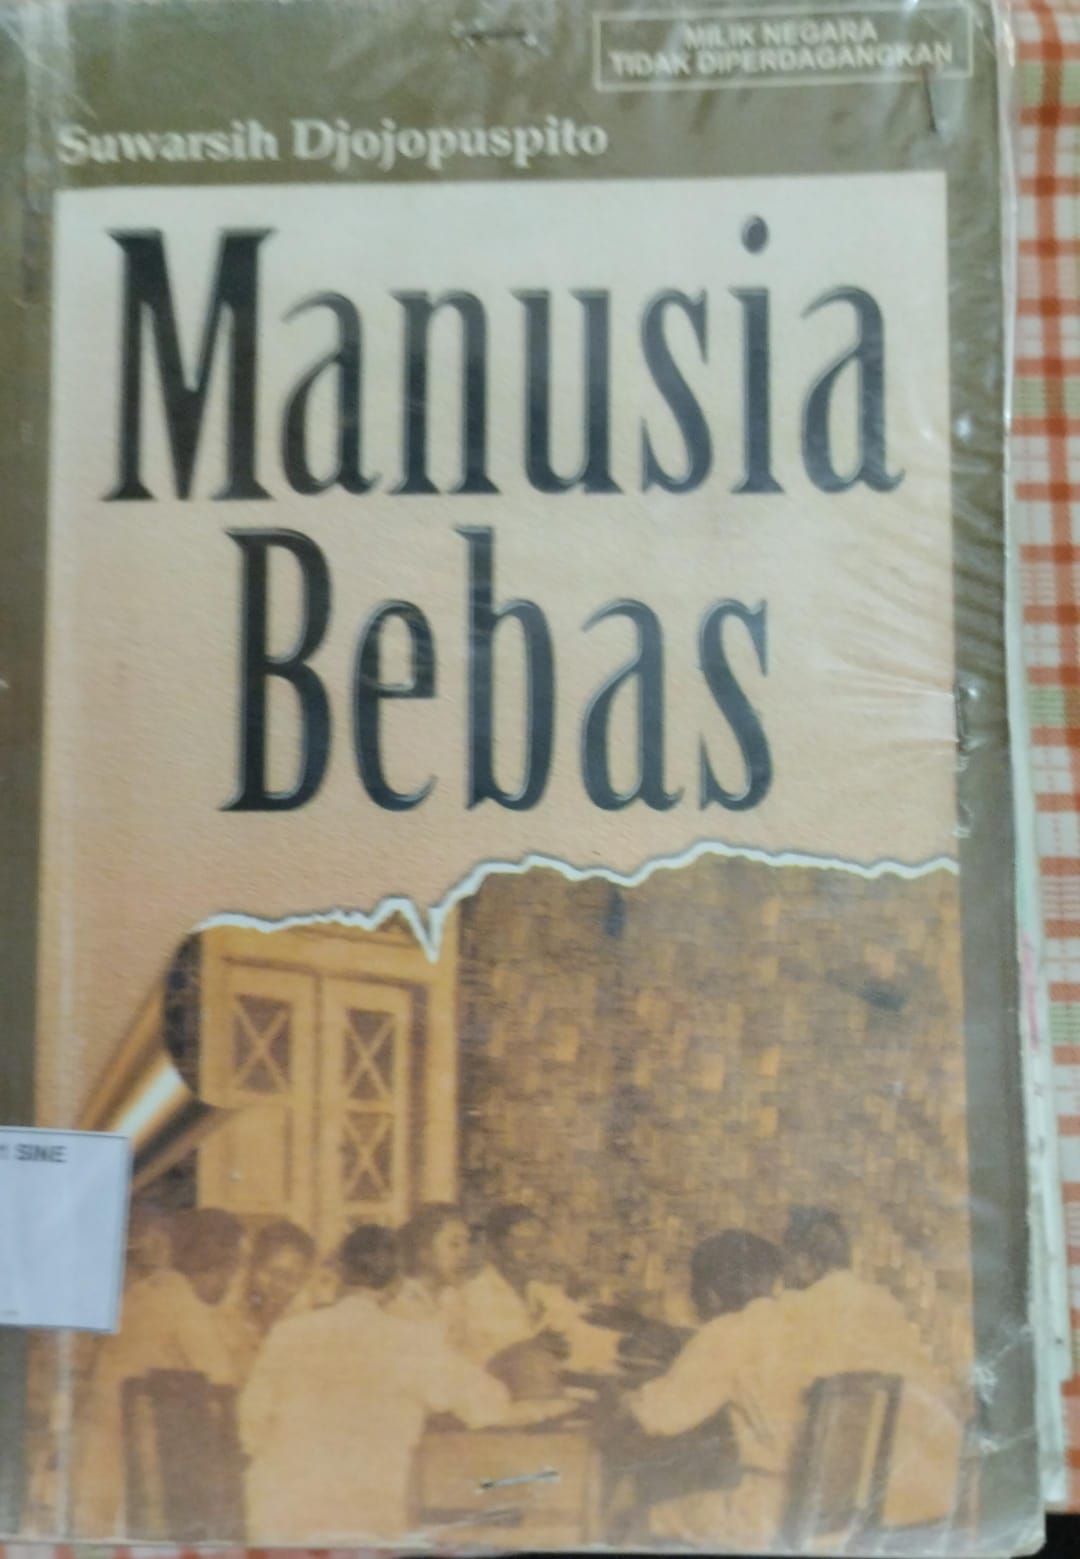 MILIK NEGARA
TIDAK DIPERDAGANGKAN
Suwarsih Djojopuspito
Manusia
Bebas
SINE